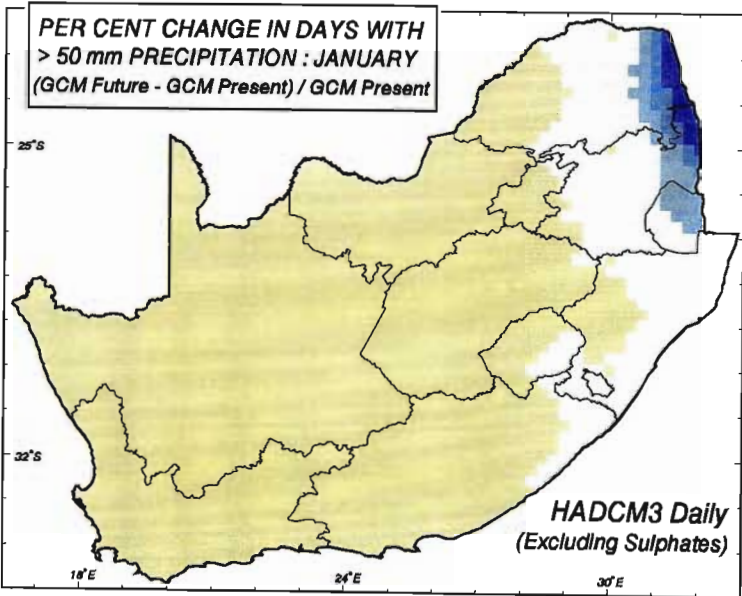 PER CENT CHANGE IN DAYS WITH
> 50 mm PRECIPITATION : JANUARY
(GCM Future - GCM Present) / GCM Present
25°S
32°S
HADCM3 Daily
(Excluding Sulphates)
18°E
24°E
30°E